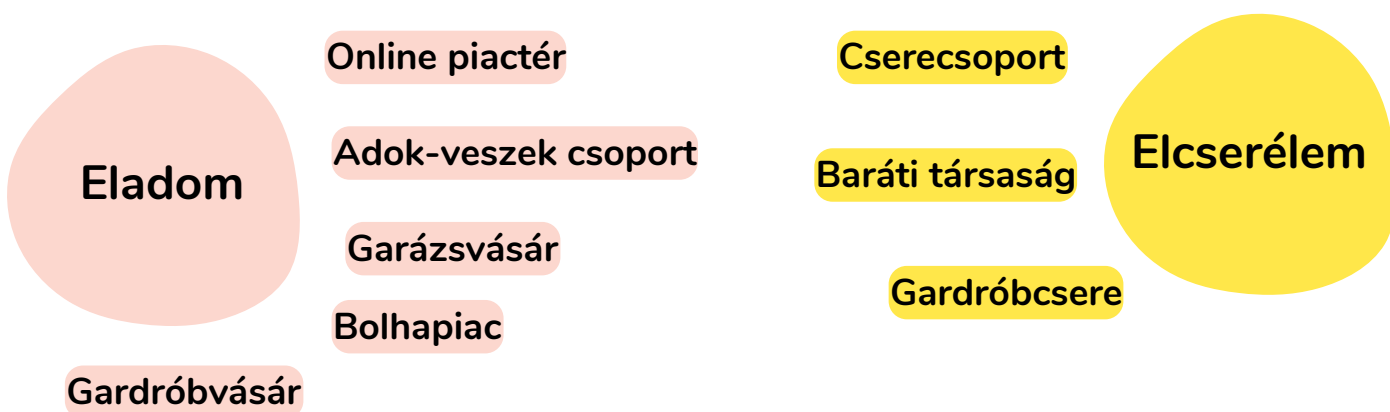 Eladom
Online piactér
Adok-veszek csoport
Garázsvásár
Bolhapiac
Gardróbvásár
Cserecsoport
Baráti társaság
Gardróbcsere
Elcserélem